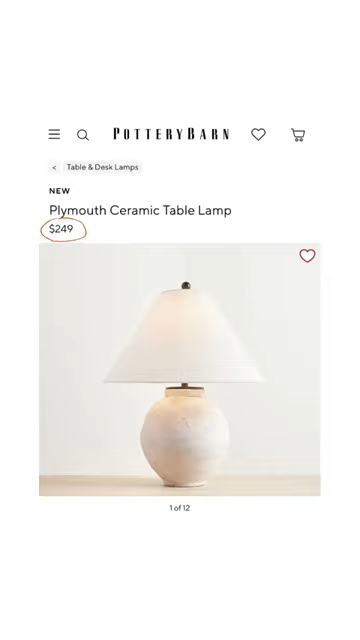 POTTERYBARN
< Table & Desk Lamps
NEW
Plymouth Ceramic Table Lamp
$249
1 of 12